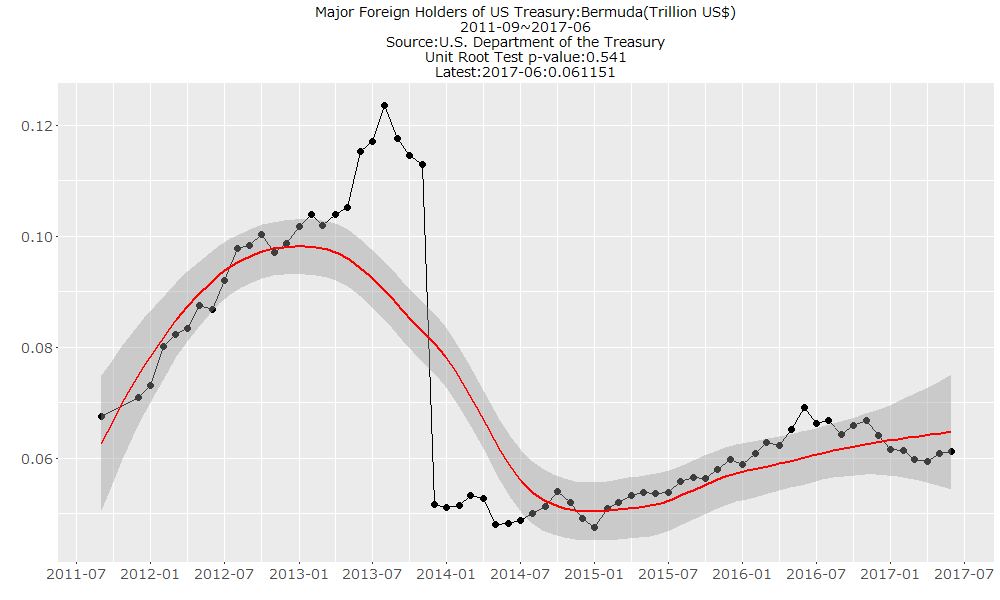 Major Foreign Holders of US Treasury:Bermuda(Trillion US$)
2011-09~2017-06
Source:U.S. Department of the Treasury
Unit Root Test p-value:0.541
Latest:2017-06:0.061151
0.12
0.10
0.08
0.06
2011-07 2012-01 2012-07 2013-01 2013-07 2014-01 2014-07 2015-01 2015-07 2016-01 2016-07 2017-01 2017-07